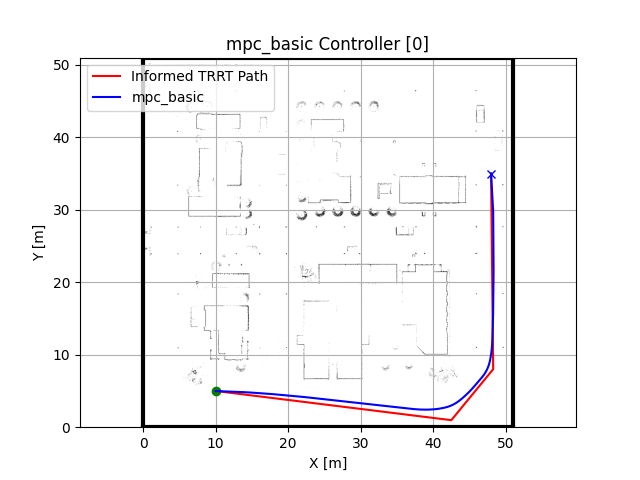 mpc_basic Controller [0]
Informed TRRT Path
mpc_basic
50
40
30
20
10
0
Y [m]
0 10 20 30 40 50
X [m]